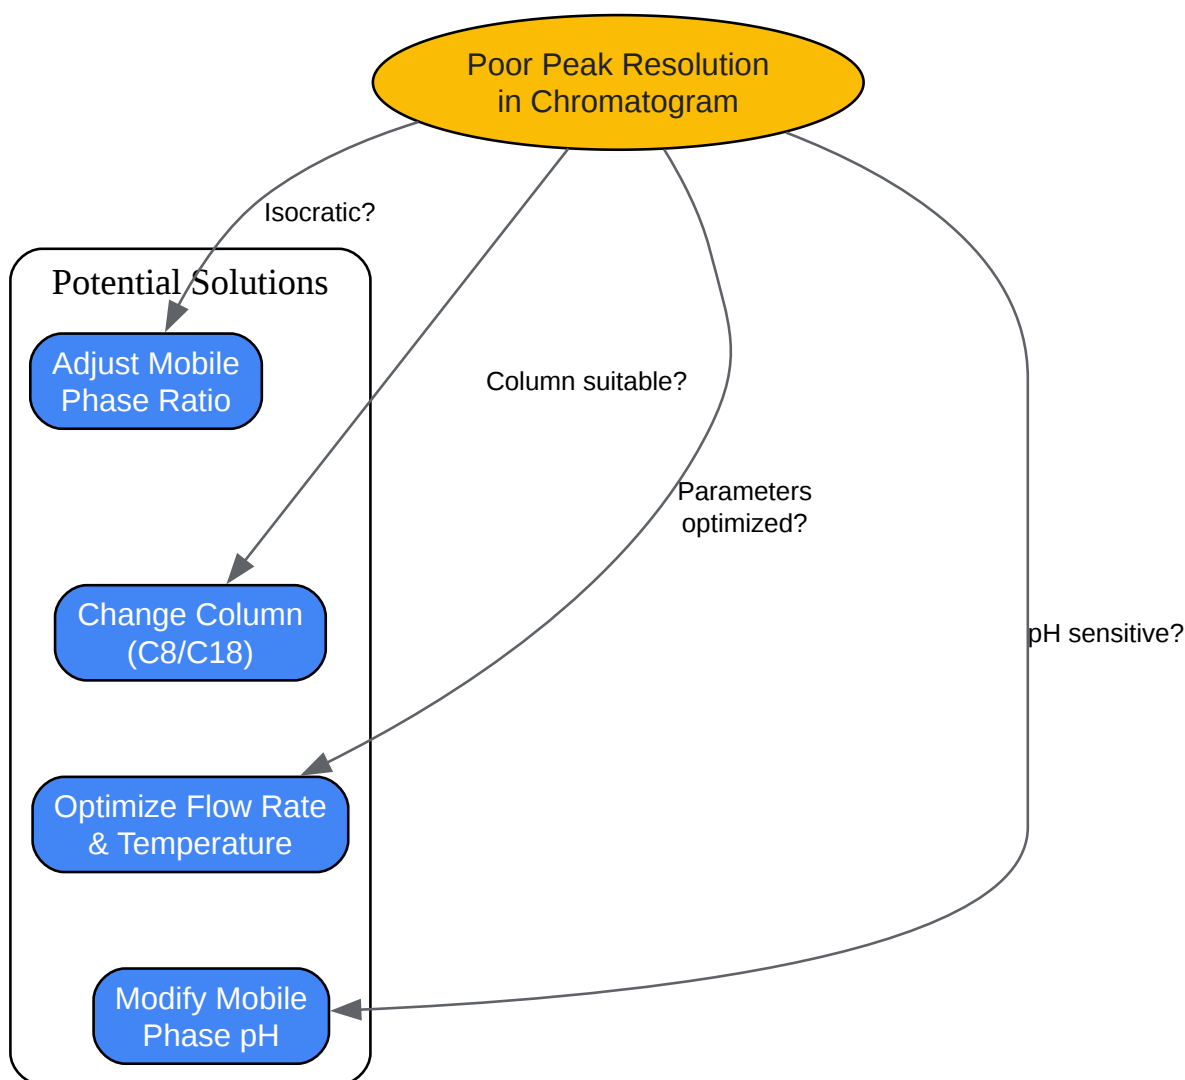 Poor Peak Resolution
in Chromatogram
Isocratic?
Potential Solutions
Adjust Mobile
Phase Ratio
Column suitable?
Parameters
optimized?
Change Column
(C8/C18)
pH sensitive?
Optimize Flow Rate
& Temperature
Modify Mobile
Phase pH